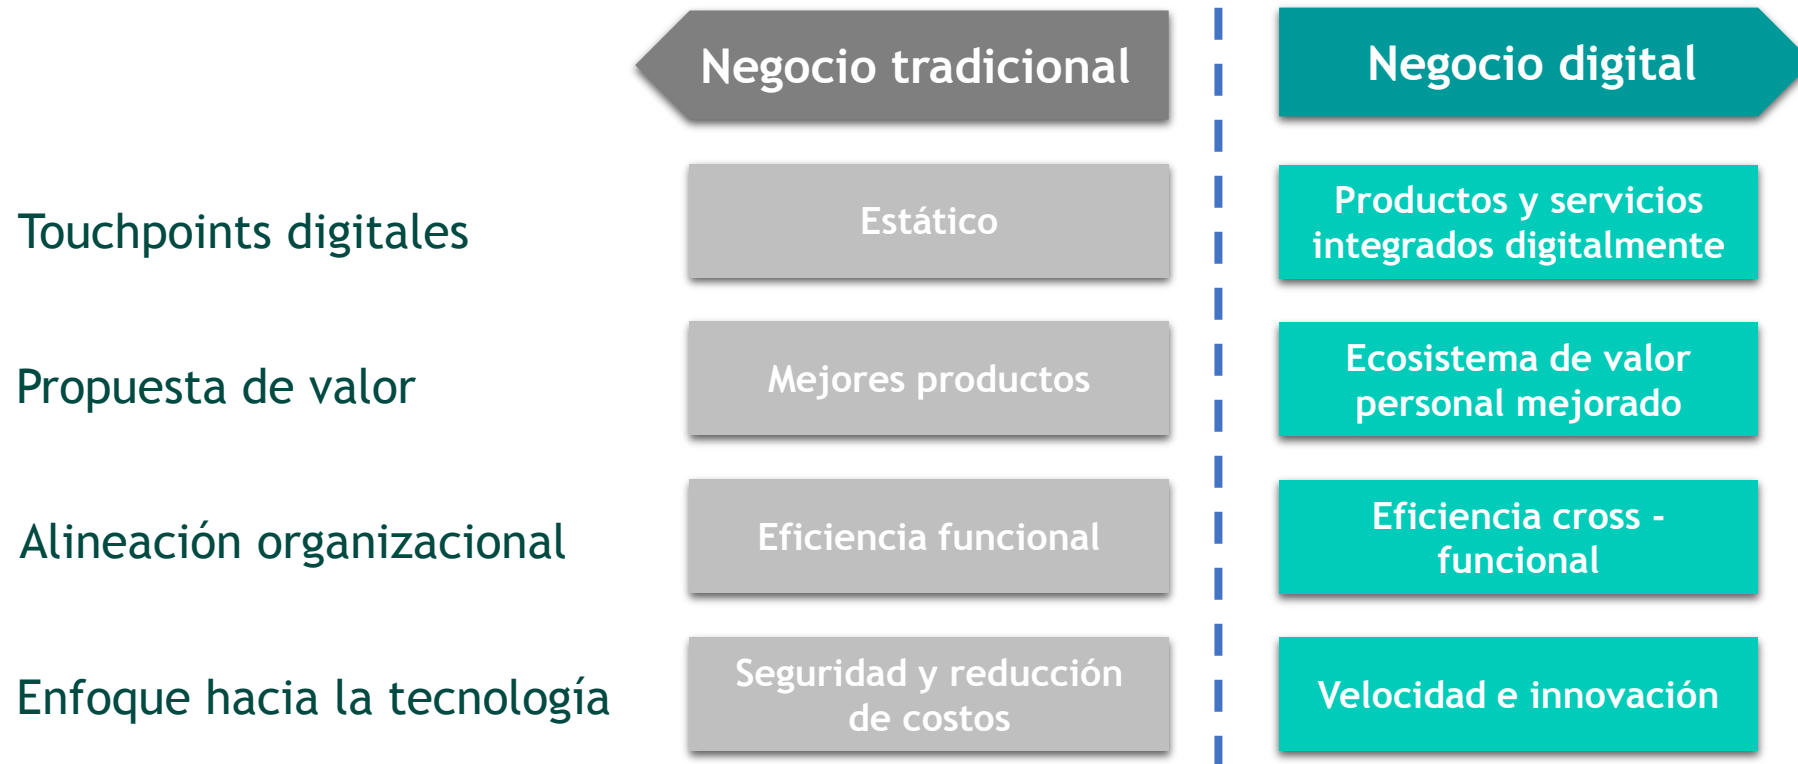 Negocio tradicional
Negocio digital
Touchpoints digitales
Estático
Productos y servicios
integrados digitalmente
Propuesta de valor
Mejores productos
Ecosistema de valor
personal mejorado
Alineación organizacional
Eficiencia funcional
Eficiencia cross -
funcional
Enfoque hacia la tecnología
Seguridad y reducción
de costos
Velocidad e innovación